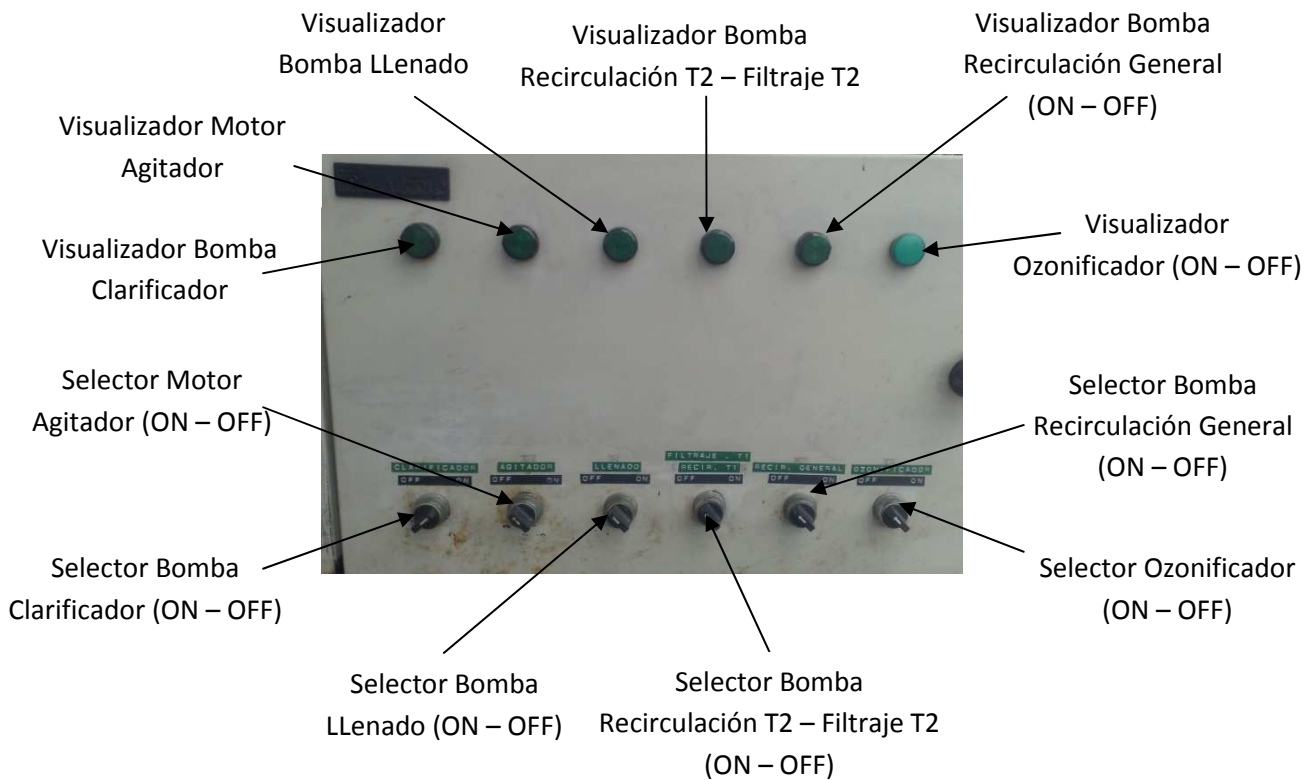 Visualizador
Bomba LLenado
Visualizador Bomba
Recirculación T2 – Filtraje T2
Visualizador Bomba
Recirculación General
(ON – OFF)
Visualizador Motor
Agitador
Visualizador
Ozonificador (ON – OFF)
Visualizador Bomba
Clarificador
Selector Motor
Agitador (ON – OFF)
Selector Bomba
Recirculación General
(ON – OFF)
CLARIFICADOR
OFF ON
AGITADOR
OFF ON
LLENADO
OFF ON
FILTRAJE . T1
RECIR. T1
OFF ON
RECIR. GENERAL
OFF ON
OZONIFICADOR
OFF ON
Selector Bomba
Clarificador (ON – OFF)
Selector Ozonificador
(ON – OFF)
Selector Bomba
LLenado (ON – OFF)
Selector Bomba
Recirculación T2 – Filtraje T2
(ON – OFF)